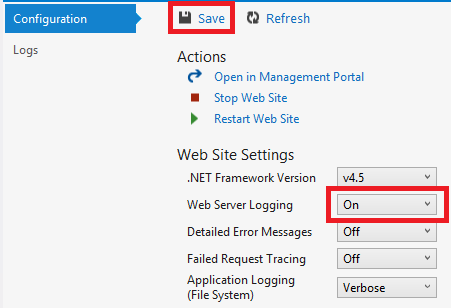 Configuration
Save Refresh
Logs
Actions
Open in Management Portal
Stop Web Site
Restart Web Site
Web Site Settings
.NET Framework Version v4.5
Web Server Logging On
Detailed Error Messages Off
Failed Request Tracing Off
Application Logging
(File System) Verbose